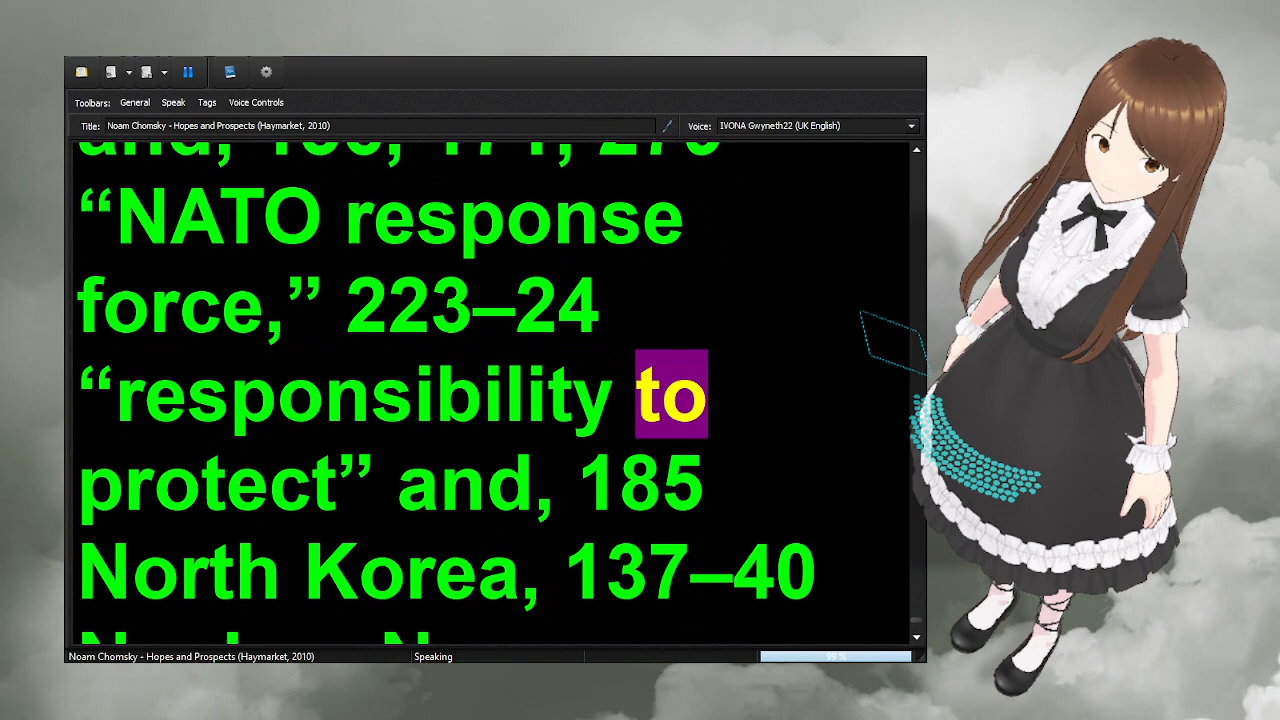 Toolbars: General Speak Tags Voice Controls
Title: Noam Chomsky - Hopes and Prospects (Haymarket, 2010) Voice: IVONA Gwyneth22 (UK English)
“NATO response
force,” 223–24
“responsibility to
protect” and, 185
North Korea, 137–40
Noam Chomsky - Hopes and Prospects (Haymarket, 2010) Speaking 99 %